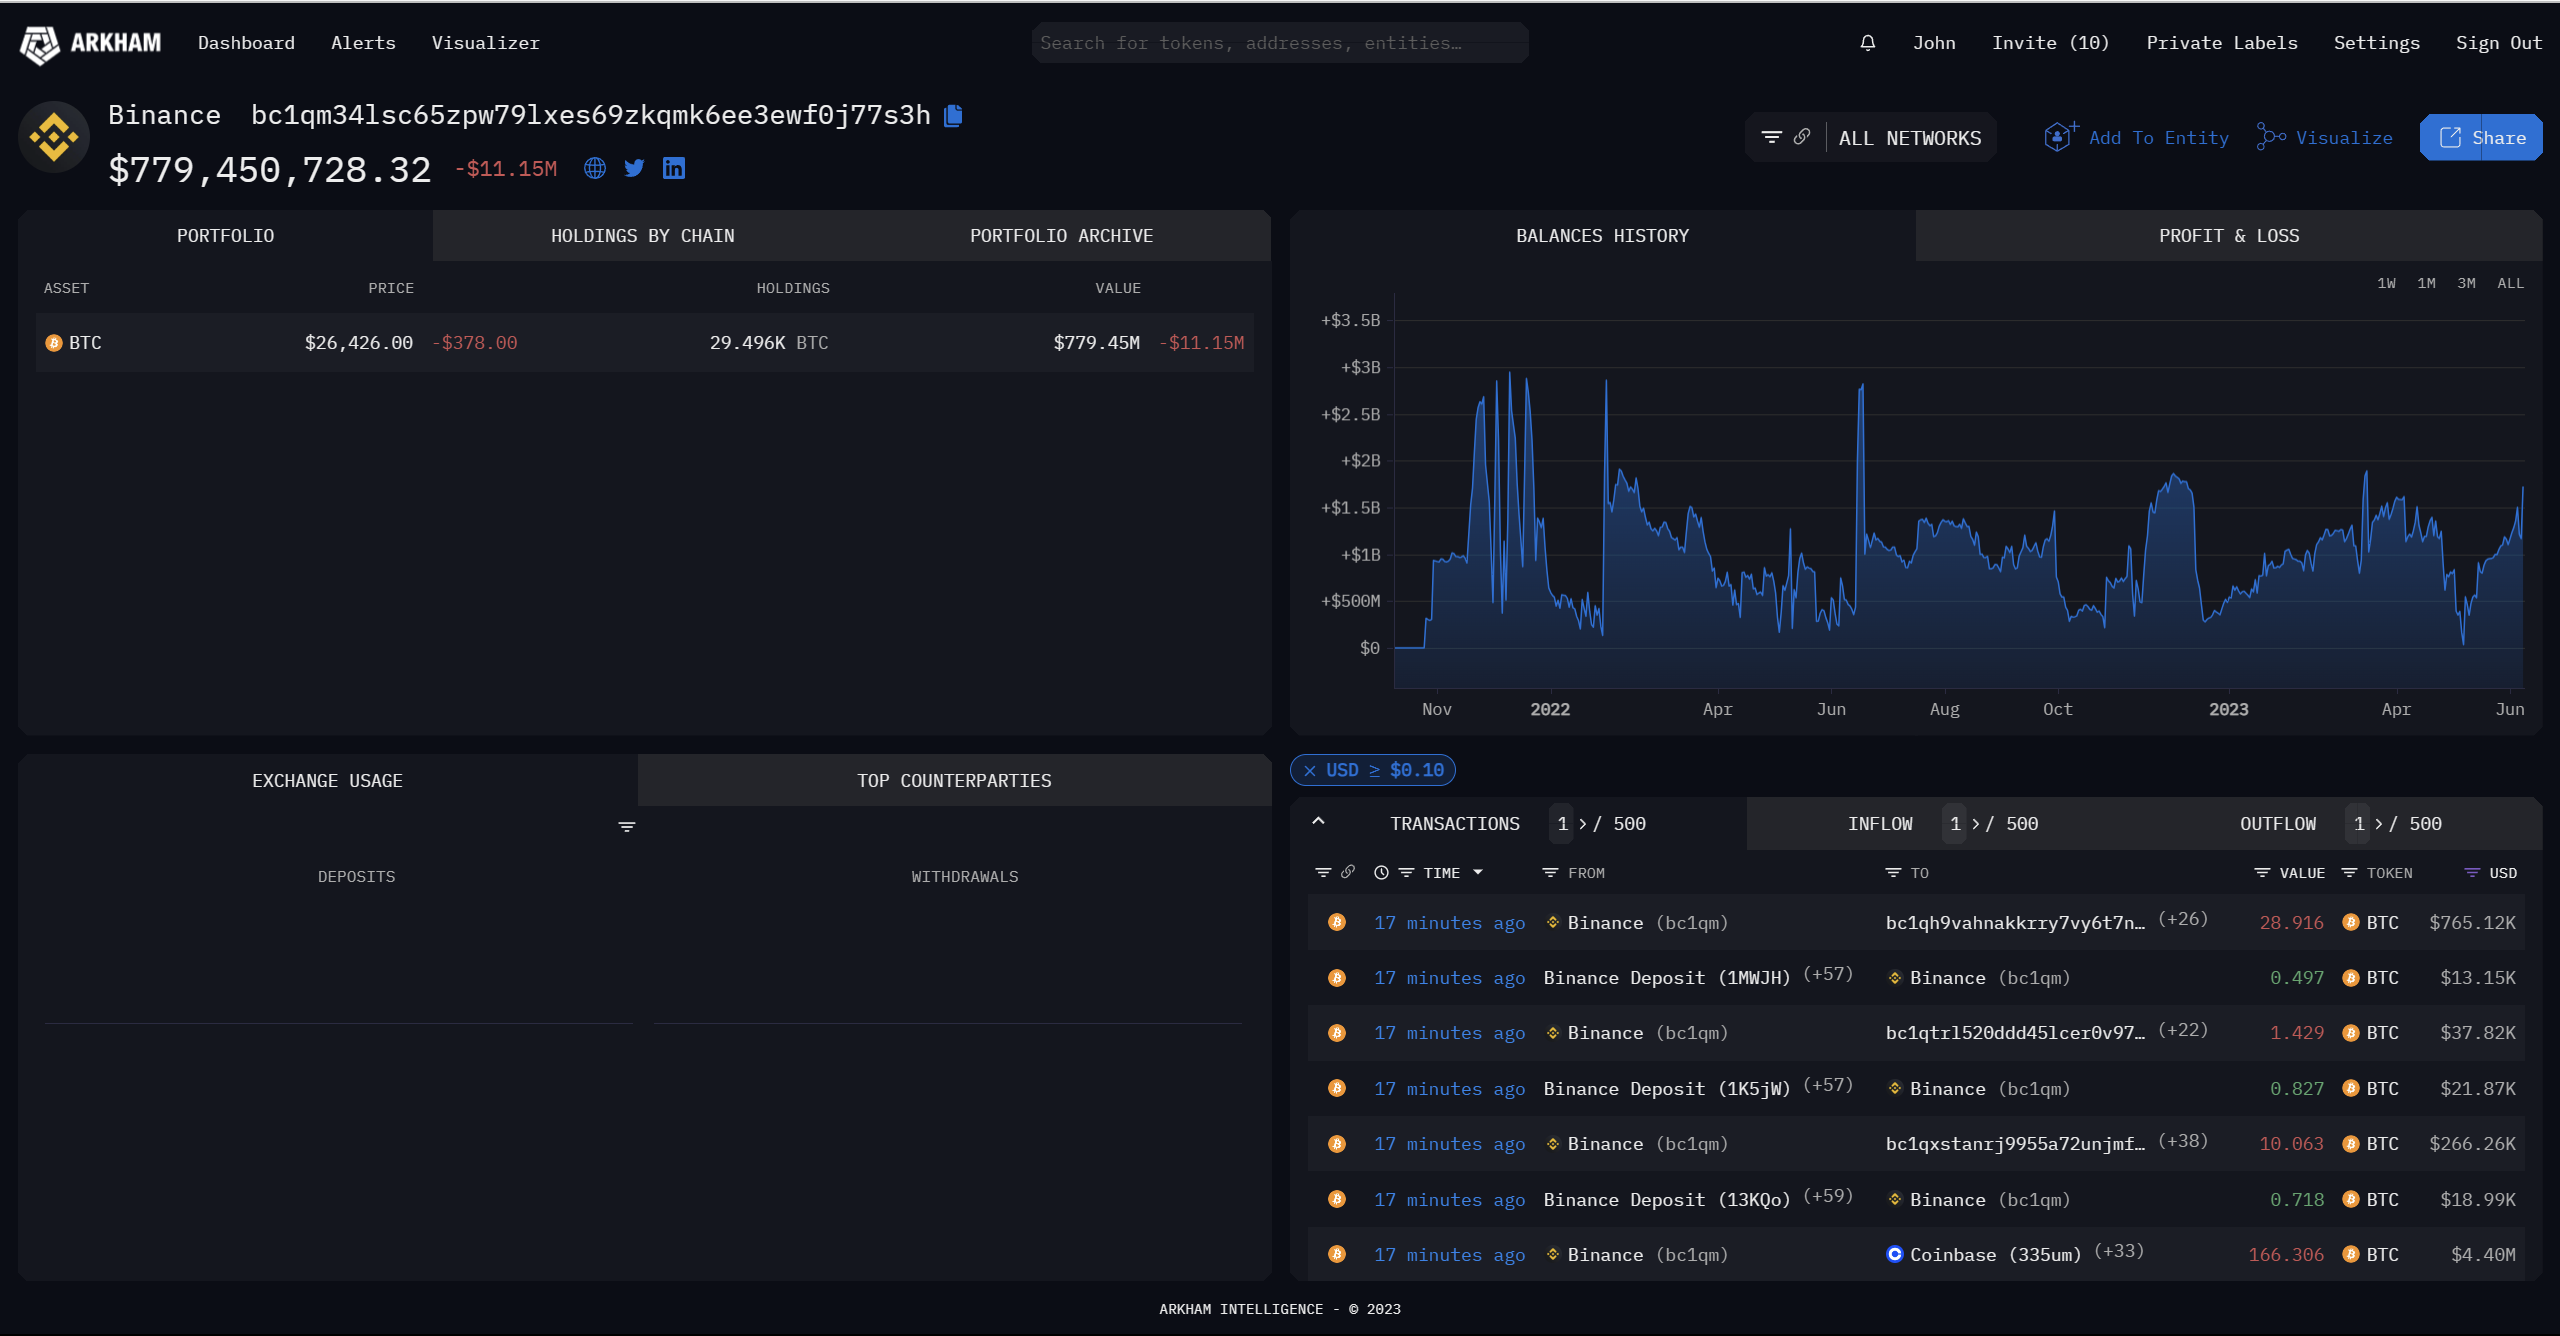 ARKHAM Dashboard Alerts Visualizer Search for tokens, addresses, entities… John Invite (10) Private Labels Settings Sign Out
Binance bc1qm34lsc65zpw79lxes69zkqmk6ee3ewf0j77s3h
$779,450,728.32 -$11.15M
ALL NETWORKS Add To Entity Visualize Share
PORTFOLIO HOLDINGS BY CHAIN PORTFOLIO ARCHIVE
ASSET PRICE HOLDINGS VALUE
BTC $26,426.00 -$378.00 29.496K BTC $779.45M -$11.15M
BALANCES HISTORY PROFIT & LOSS
1W 1M 3M ALL
+$3.5B
+$3B
+$2.5B
+$2B
+$1.5B
+$1B
+$500M
$0
Nov 2022 Apr Jun Aug Oct 2023 Apr Jun
EXCHANGE USAGE TOP COUNTERPARTIES
DEPOSITS WITHDRAWALS
× USD ≥ $0.10
TRANSACTIONS 1 > / 500 INFLOW 1 > / 500 OUTFLOW 1 > / 500
TIME FROM TO VALUE TOKEN USD
17 minutes ago Binance (bc1qm) bc1qh9vahnakkrry7vy6t7n… (+26) 28.916 BTC $765.12K
17 minutes ago Binance Deposit (1MWJH) (+57) Binance (bc1qm) 0.497 BTC $13.15K
17 minutes ago Binance (bc1qm) bc1qtrl520ddd45lcer0v97… (+22) 1.429 BTC $37.82K
17 minutes ago Binance Deposit (1K5jW) (+57) Binance (bc1qm) 0.827 BTC $21.87K
17 minutes ago Binance (bc1qm) bc1qxstanrj9955a72unjmf… (+38) 10.063 BTC $266.26K
17 minutes ago Binance Deposit (13KQo) (+59) Binance (bc1qm) 0.718 BTC $18.99K
17 minutes ago Binance (bc1qm) Coinbase (335um) (+33) 166.306 BTC $4.40M
ARKHAM INTELLIGENCE - © 2023